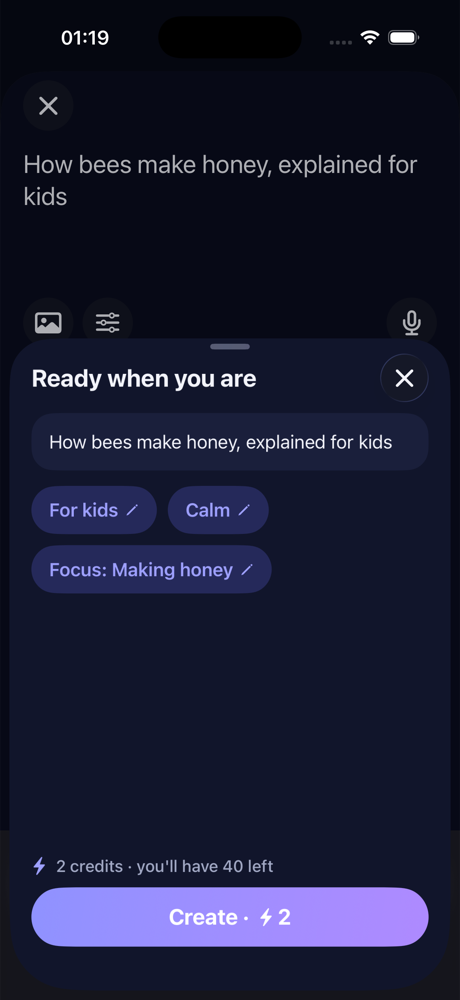 01:19
How bees make honey, explained for
kids
Ready when you are
How bees make honey, explained for kids
For kids
Calm
Focus: Making honey
2 credits · you'll have 40 left
Create · 2